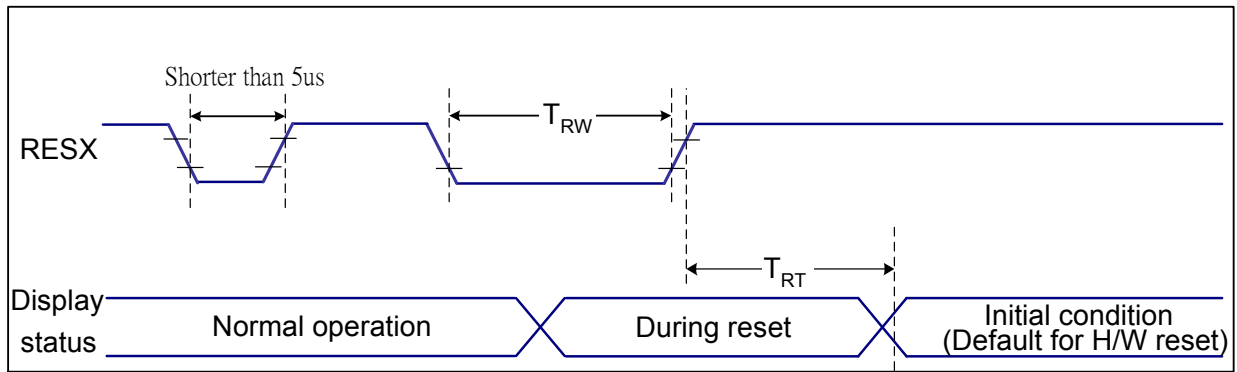 Shorter than 5us
TRW
RESX
TRT
Display
status
Normal operation
During reset
Initial condition
(Default for H/W reset)